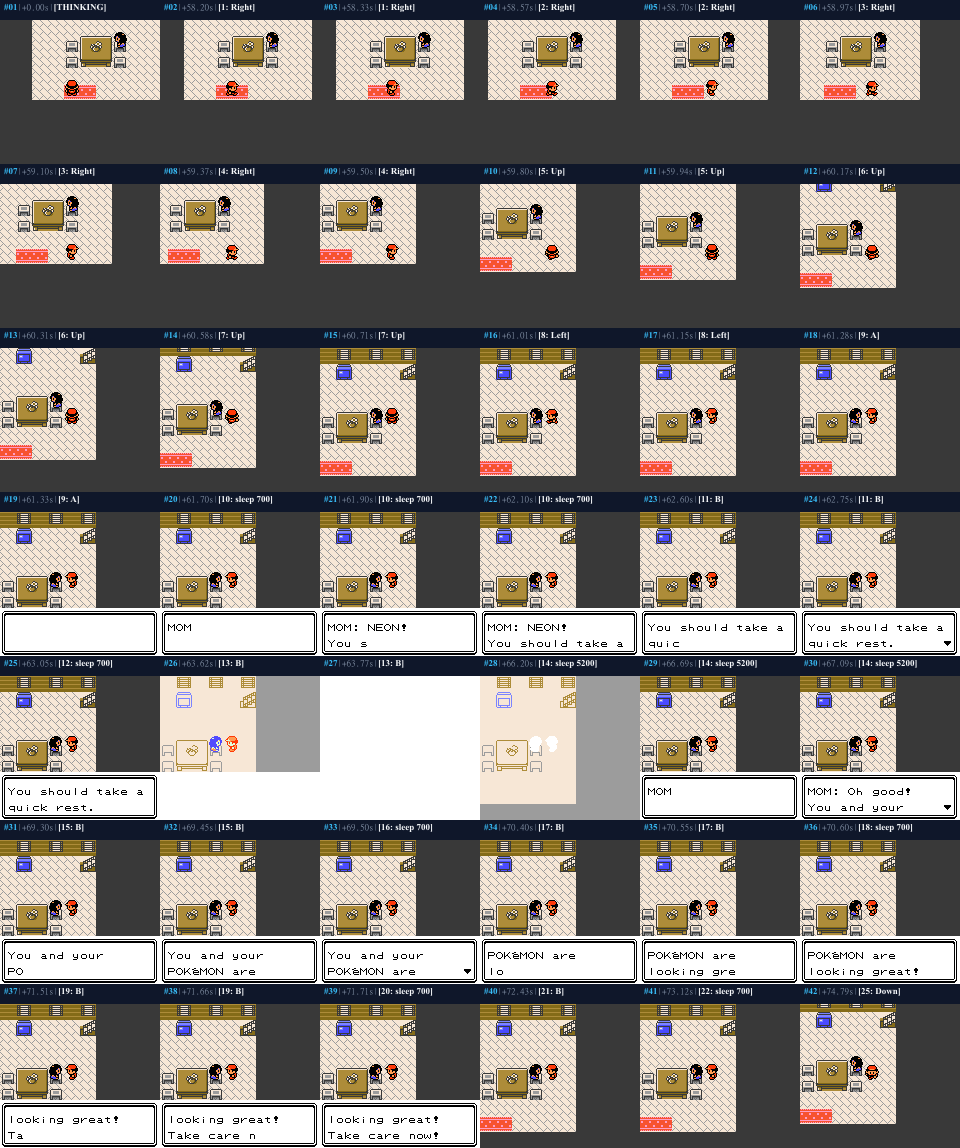 #01|+0.00s|[THINKING]
#02|+58.20s|[1: Right]
#03|+58.33s|[1: Right]
#04|+58.57s|[2: Right]
#05|+58.70s|[2: Right]
#06|+58.97s|[3: Right]
#07|+59.10s|[3: Right]
#08|+59.37s|[4: Right]
#09|+59.50s|[4: Right]
#10|+59.80s|[5: Up]
#11|+59.94s|[5: Up]
#12|+60.17s|[6: Up]
#13|+60.31s|[6: Up]
#14|+60.58s|[7: Up]
#15|+60.71s|[7: Up]
#16|+61.01s|[8: Left]
#17|+61.15s|[8: Left]
#18|+61.28s|[9: A]
#19|+61.33s|[9: A]
#20|+61.70s|[10: sleep 700]
MOM
#21|+61.90s|[10: sleep 700]
MOM: NEON!
You s
#22|+62.10s|[10: sleep 700]
MOM: NEON!
You should take a
#23|+62.60s|[11: B]
You should take a
quic
#24|+62.75s|[11: B]
You should take a
quick rest.
#25|+63.05s|[12: sleep 700]
You should take a
quick rest.
#26|+63.62s|[13: B]
#27|+63.77s|[13: B]
#28|+66.20s|[14: sleep 5200]
#29|+66.69s|[14: sleep 5200]
MOM
#30|+67.09s|[14: sleep 5200]
MOM: Oh good!
You and your
#31|+69.30s|[15: B]
You and your
PO
#32|+69.45s|[15: B]
You and your
POKéMON are
#33|+69.50s|[16: sleep 700]
You and your
POKéMON are
#34|+70.40s|[17: B]
POKéMON are
lo
#35|+70.55s|[17: B]
POKéMON are
looking gre
#36|+70.60s|[18: sleep 700]
POKéMON are
looking great!
#37|+71.51s|[19: B]
looking great!
Ta
#38|+71.66s|[19: B]
looking great!
Take care n
#39|+71.71s|[20: sleep 700]
looking great!
Take care now!
#40|+72.43s|[21: B]
#41|+73.12s|[22: sleep 700]
#42|+74.79s|[25: Down]